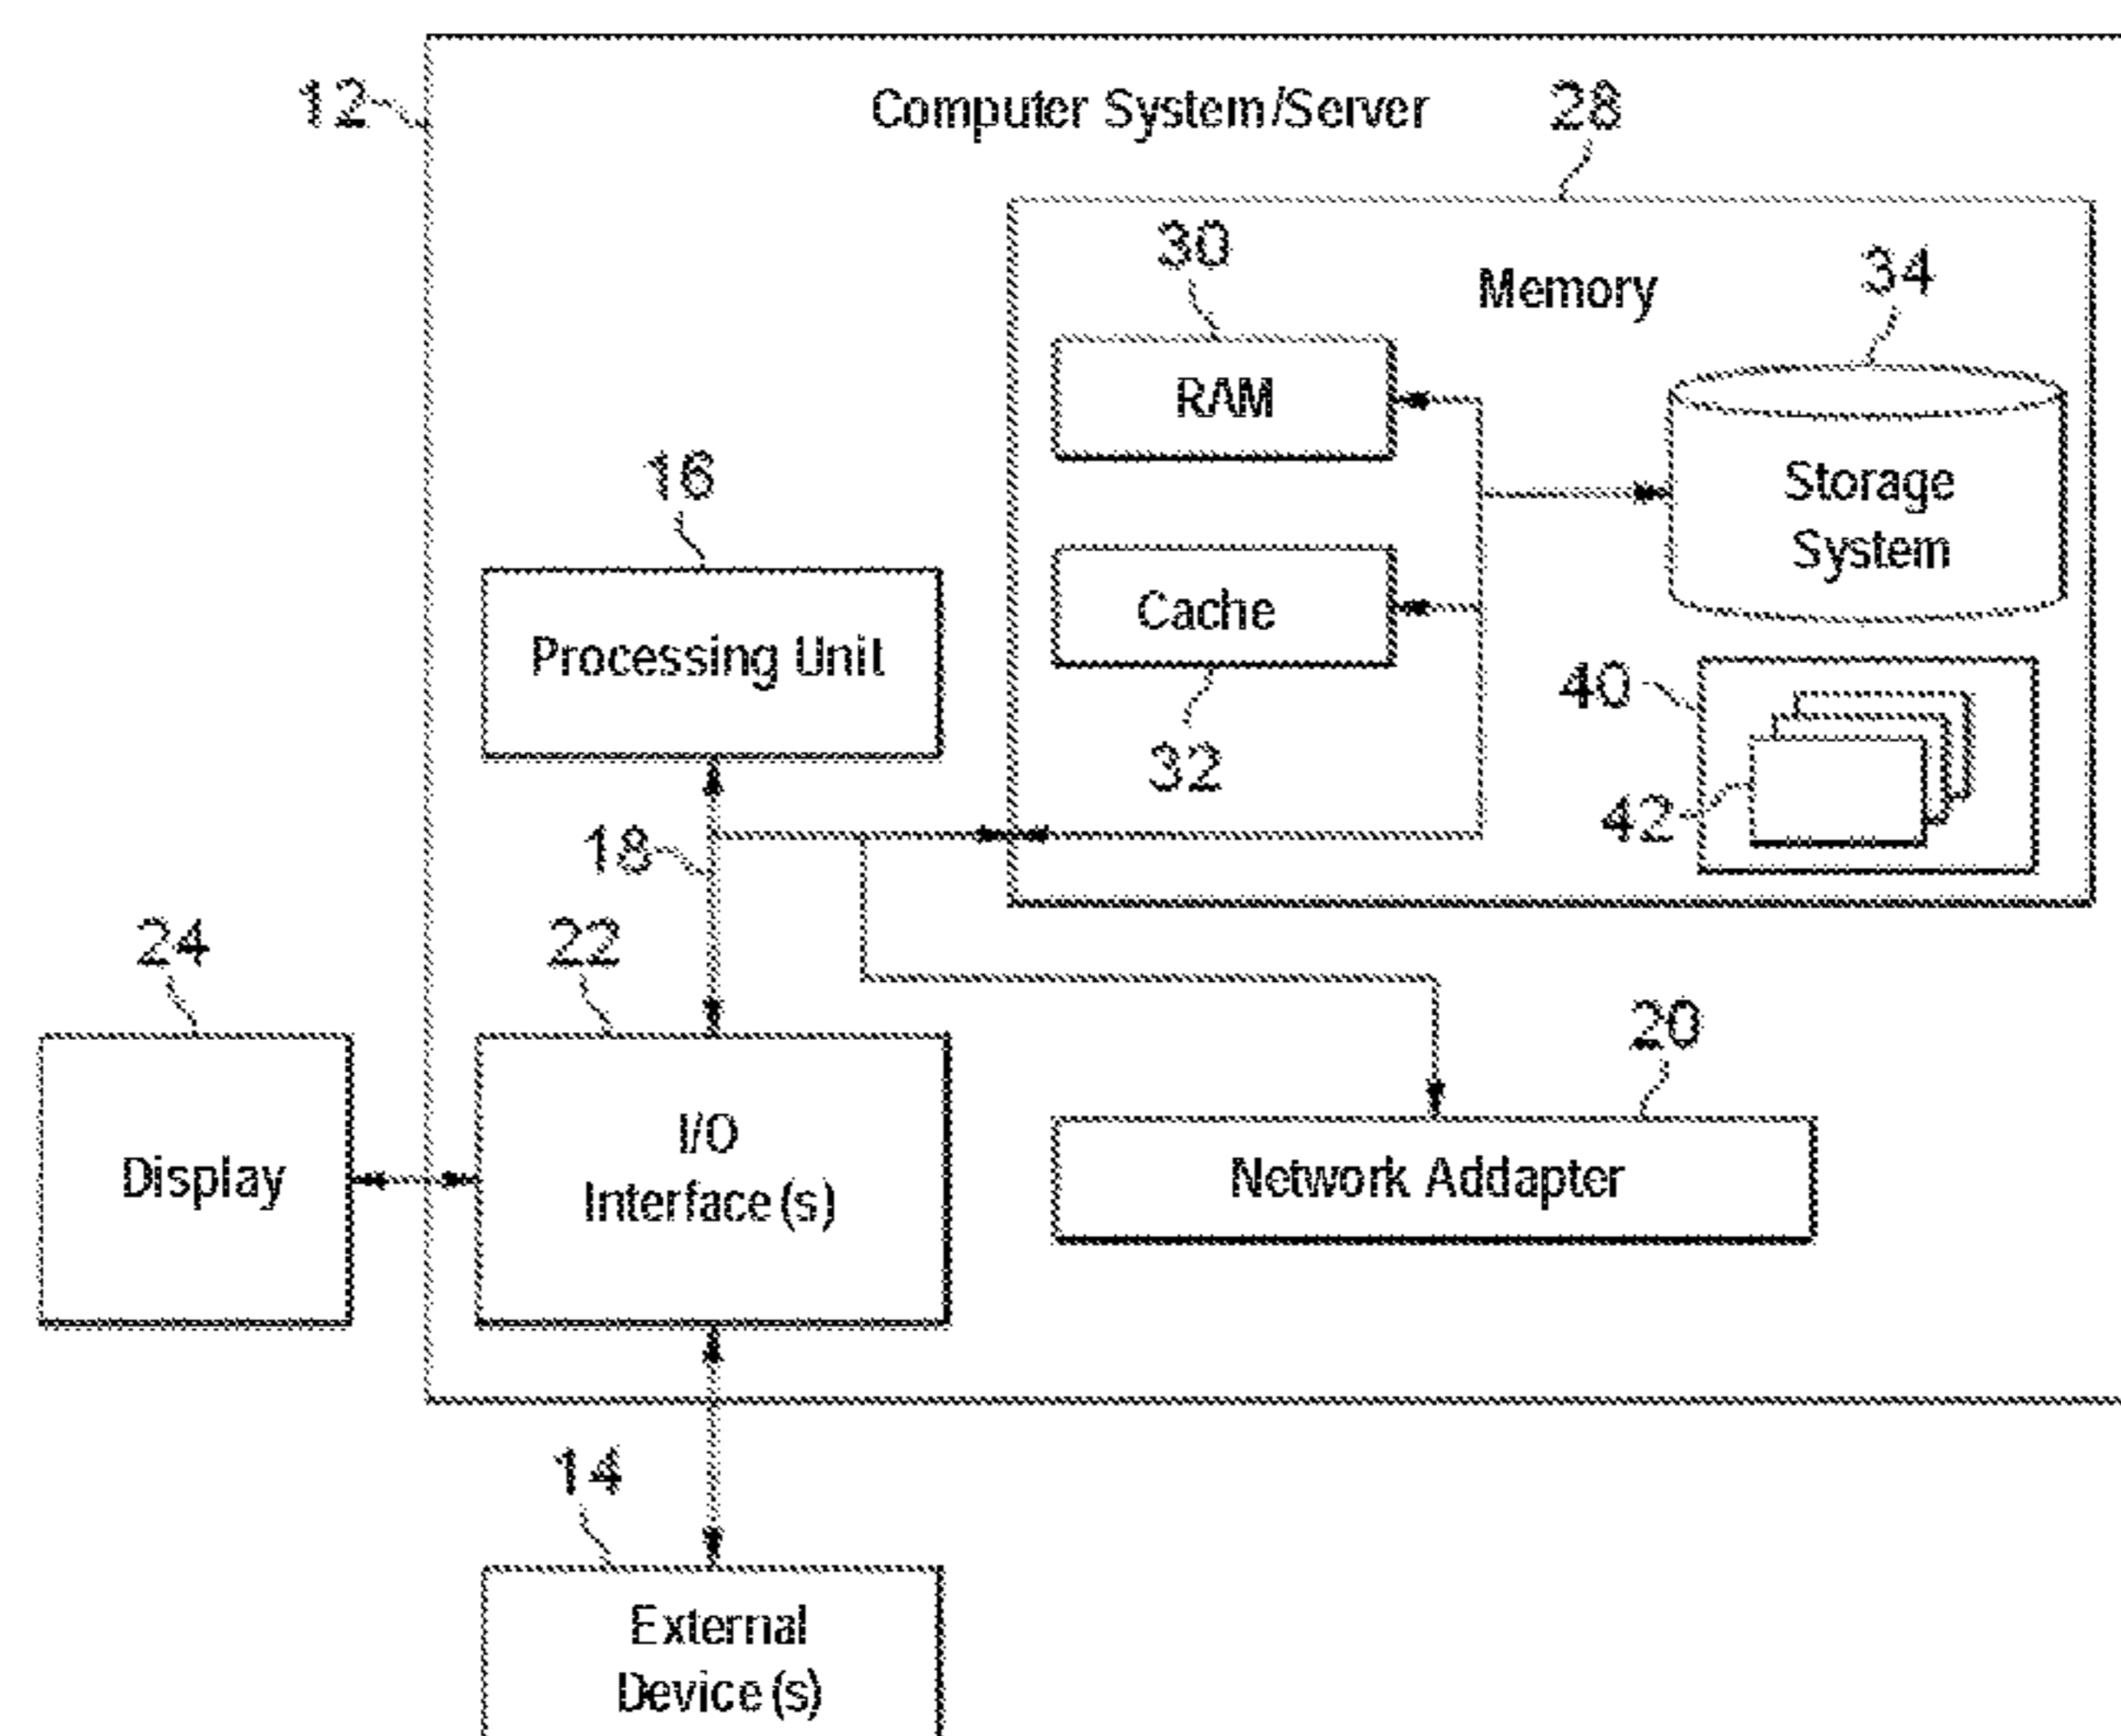 12
Computer System/Server
28
30
Memory
34
RAM
16
Storage
System
Cache
Processing Unit
40
32
42
18
24
22
20
I/O
Interface(s)
Display
Network Addapter
14
External
Device(s)